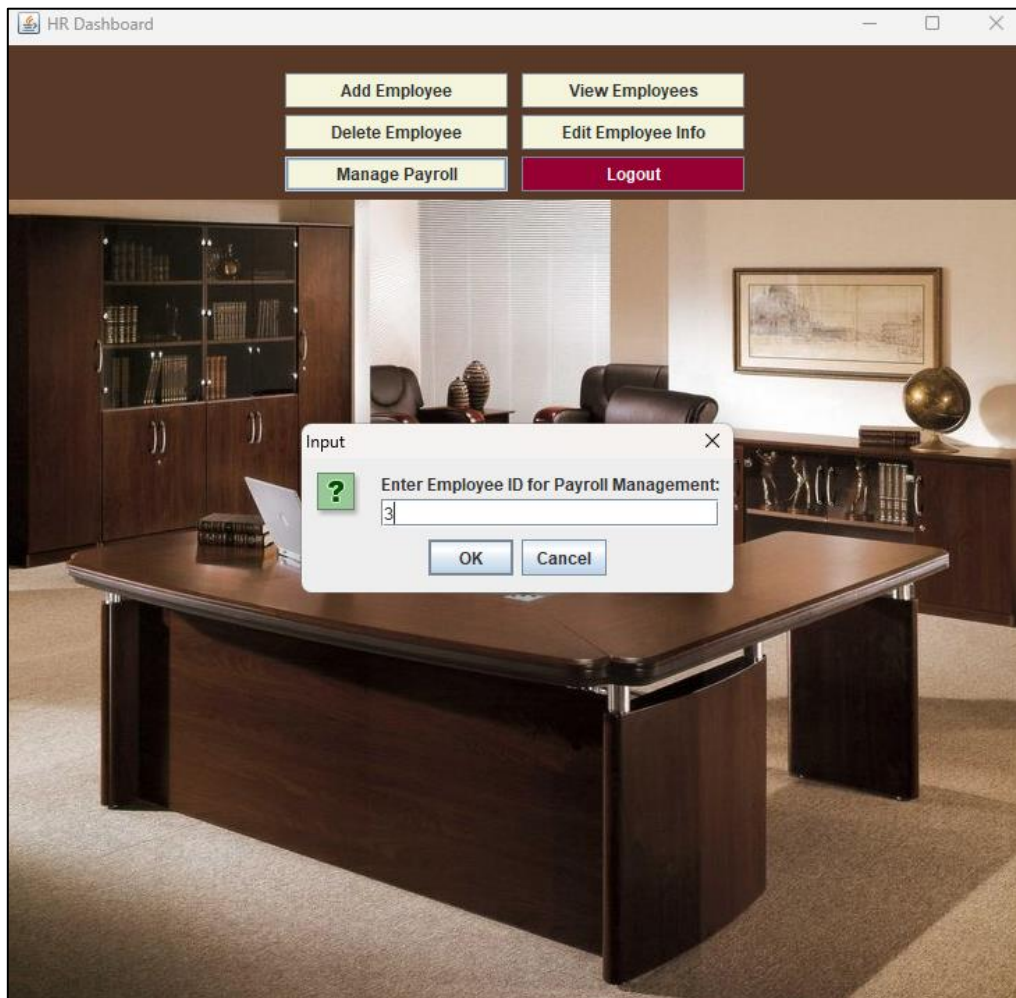 HR Dashboard
Add Employee
View Employees
Delete Employee
Edit Employee Info
Manage Payroll
Logout
Input
?
Enter Employee ID for Payroll Management:
3
OK
Cancel